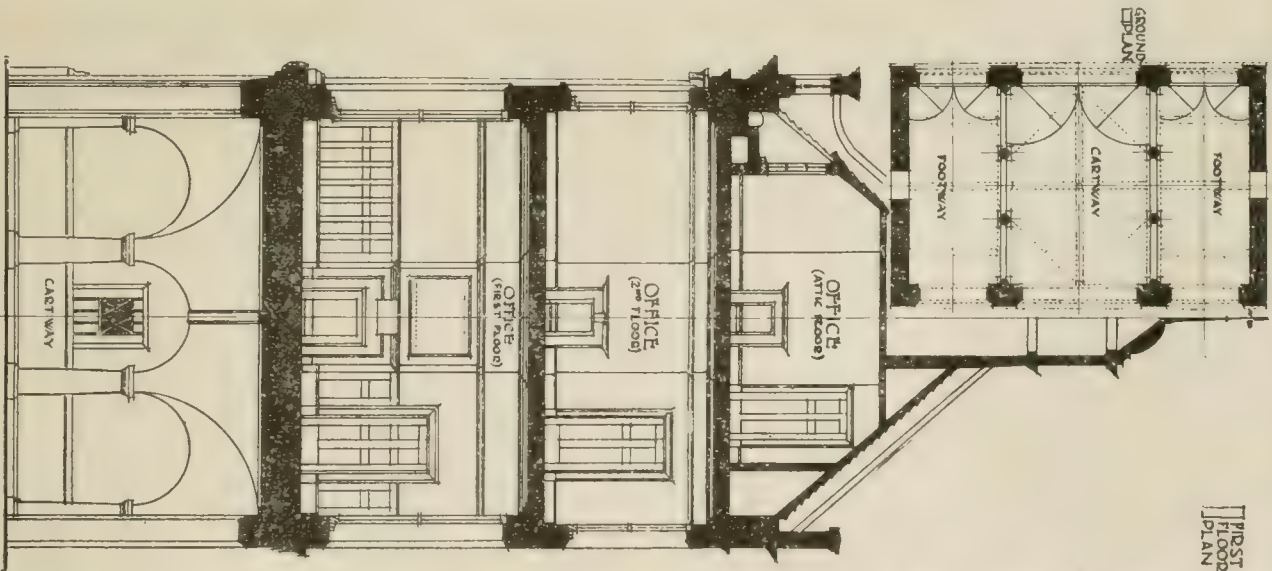 GROUND
PLAN
FOOTWAY
CARTWAY
FOOTWAY
OFFICE
(ATTIC FLOOR)
OFFICE
(2ND FLOOR)
OFFICE
(FIRST FLOOR)
CARTWAY
FIRST
FLOOR
PLAN